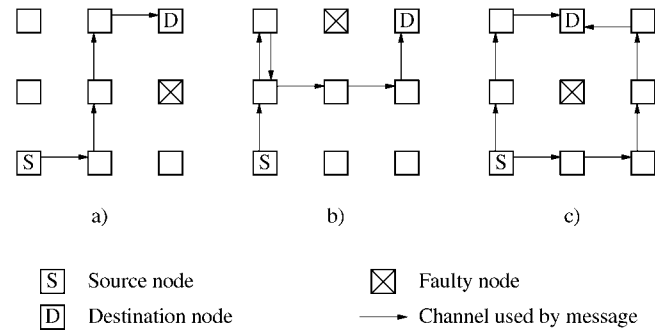 D
D
D
S
S
S
a)
b)
c)
S Source node
Faulty node
D Destination node
Channel used by message